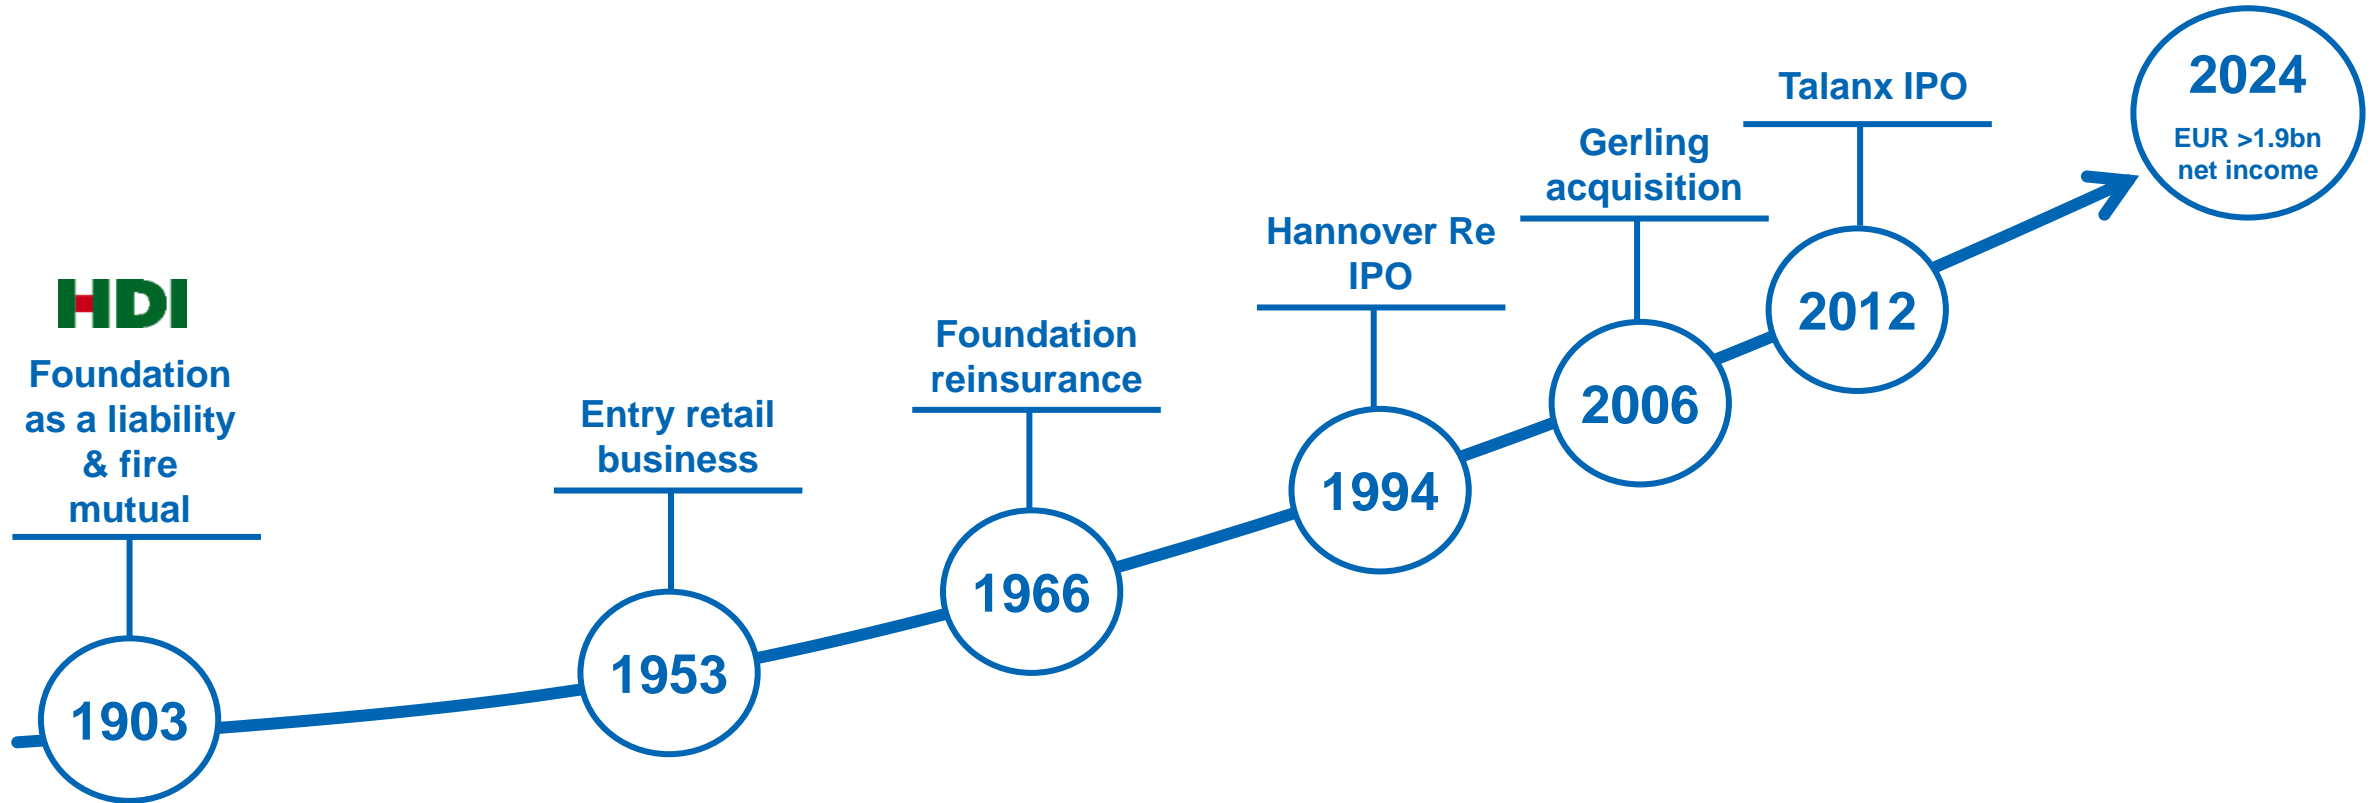 HDI
Foundation
as a liability
& fire
mutual
1903
Entry retail
business
1953
Foundation
reinsurance
1966
Hannover Re
IPO
1994
Gerling
acquisition
2006
Talanx IPO
2012
2024
EUR >1.9bn
net income